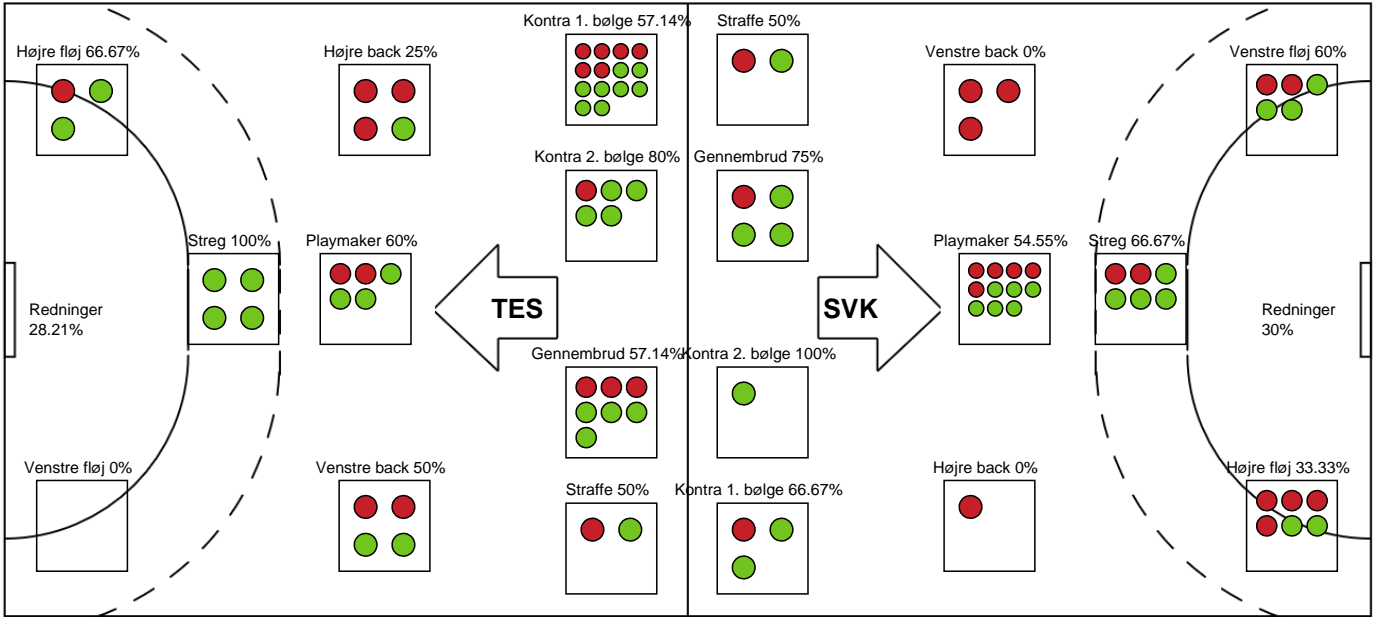 Kontra 1. bølge 57.14%
Straffe 50%
Højre fløj 66.67%
Højre back 25%
Venstre back 0%
Venstre fløj 60%
Kontra 2. bølge 80%
Gennembrud 75%
Streg 100%
Playmaker 60%
Playmaker 54.55%
Streg 66.67%
Redninger
28.21%
TES
SVK
Redninger
30%
Gennembrud 57.14%
Kontra 2. bølge 100%
Venstre fløj 0%
Venstre back 50%
Højre back 0%
Højre fløj 33.33%
Straffe 50%
Kontra 1. bølge 66.67%